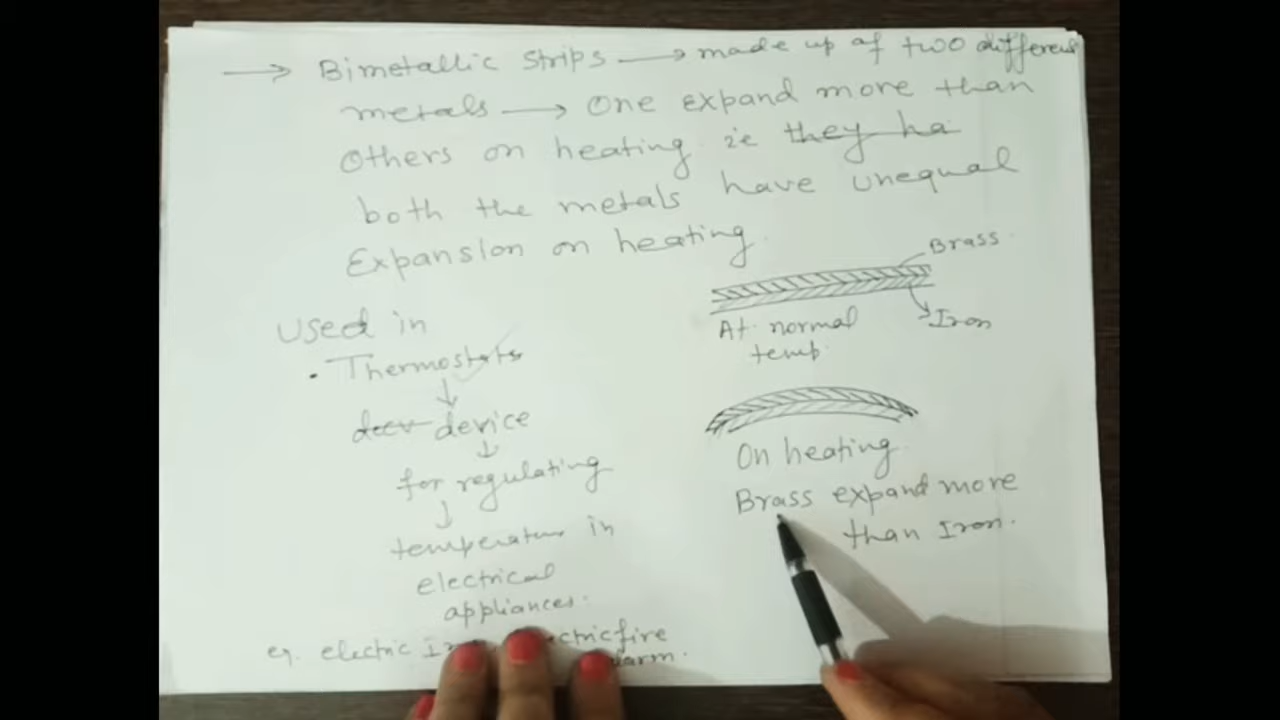 → Bimetallic strips → made up of two different
metals → One expand more than
others on heating ie they ha
both the metals have unequal
Expansion on heating.
Brass
Iron
At normal
temp.
On heating
Brass expand more
than Iron.
Used in
• Thermostats
↓
device
↓
for regulating
↓
temperature in
electrical
appliances.
eg. electric fire